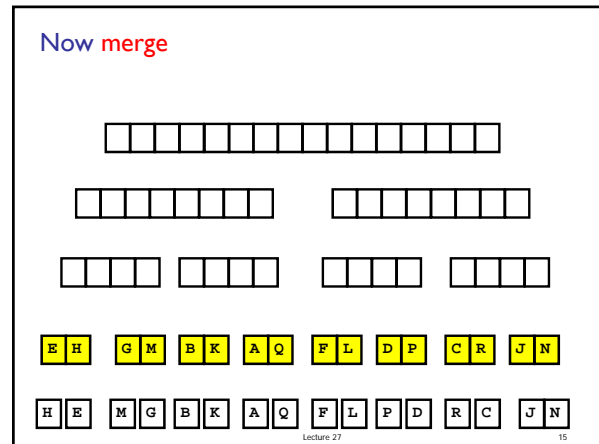 Now merge
E H G M B K A Q F L D P C R J N
H E M G B K A Q F L P D R C J N
Lecture 27 15